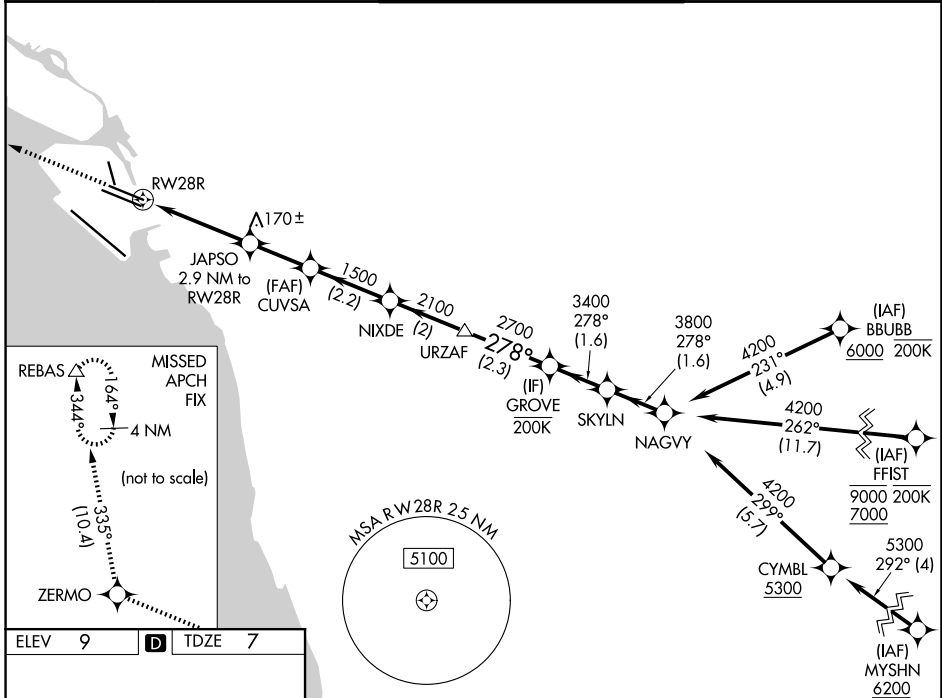 RW28R
170±
JAPSO
2.9 NM to
RW28R
(FAF)
CUVSA
1500
(2.2)
NIXDE
2100
(2)
URZAF
2700
278°
(2.3)
(IF)
GROVE
200K
3400
278°
(1.6)
SKYLN
3800
278°
(1.6)
NAGVY
(IAF)
BBUBB
6000 200K
4200
231°
(4.9)
4200
262°
(11.7)
(IAF)
FFIST
9000 200K
7000
4200
299°
(5.7)
CYMBL
5300
5300
292° (4)
(IAF)
MYSHN
6200
MISSED
APCH
FIX
REBAS
164°
344°
4 NM
(not to scale)
335°
(10.4)
ZERMO
MSA RW 28R 25 NM
5100
ELEV 9 D TDZE 7